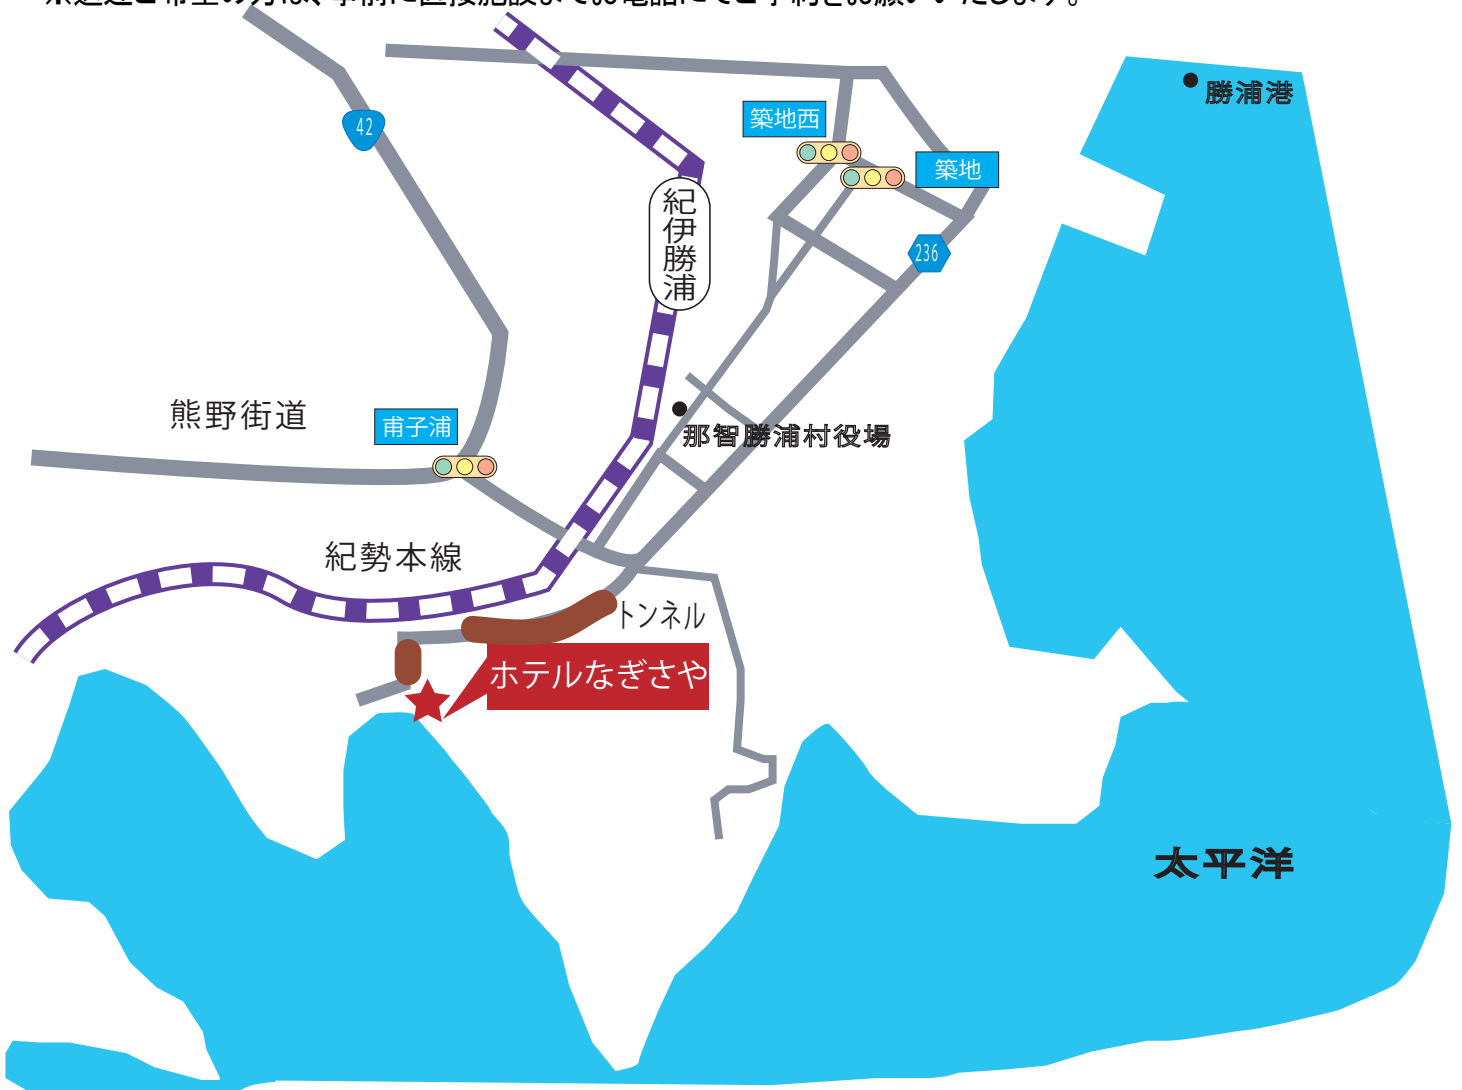 勝浦港
築地西
42
築地
紀伊勝浦
236
熊野街道
甫子浦
那智勝浦村役場
紀勢本線
トンネル
ホテルなぎさや
太平洋